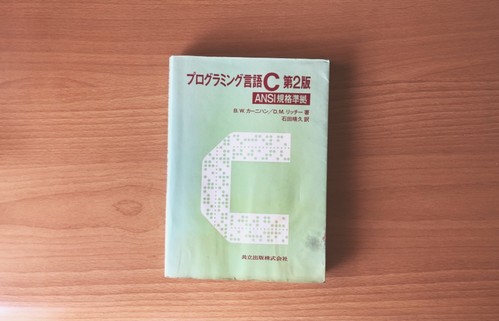 プログラミング言語C 第2版
ANSI規格準拠
B.W.カーニハン/D.M.リッチー 著
石田晴久 訳
C
共立出版株式会社